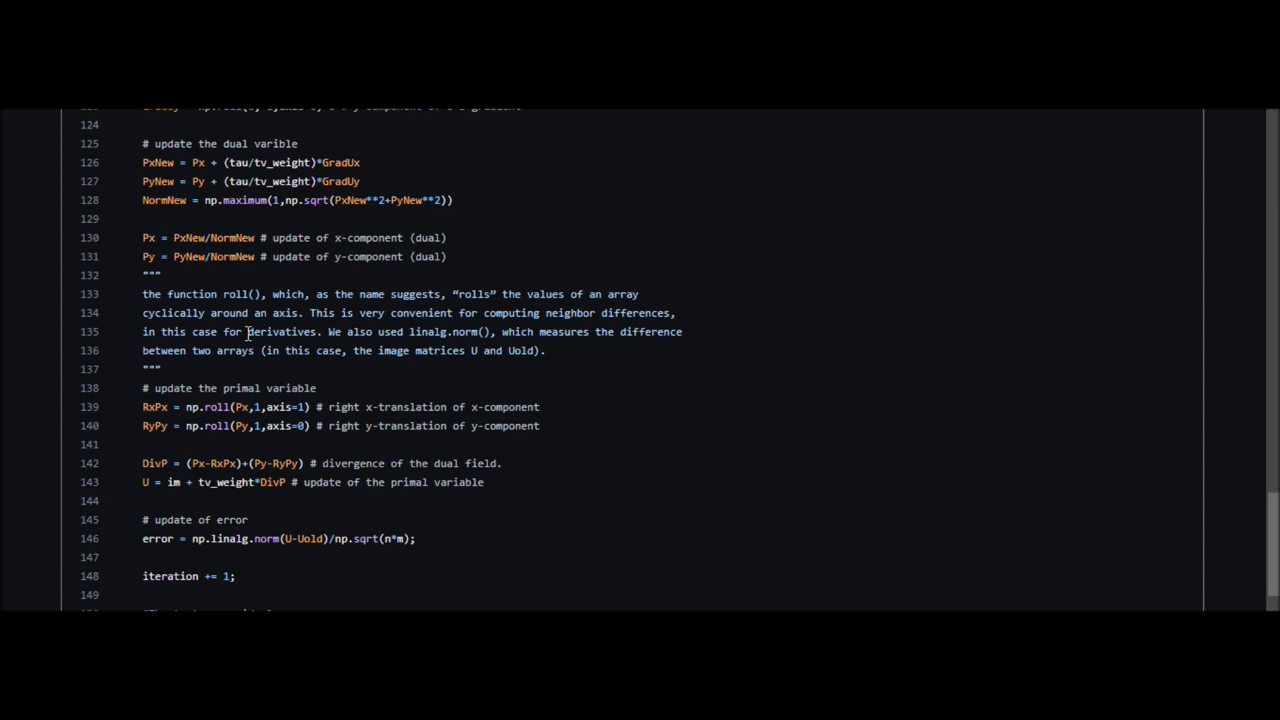 124
125 # update the dual varible
126 PxNew = Px + (tau/tv_weight)*GradUx
127 PyNew = Py + (tau/tv_weight)*GradUy
128 NormNew = np.maximum(1,np.sqrt(PxNew**2+PyNew**2))
129
130 Px = PxNew/NormNew # update of x-component (dual)
131 Py = PyNew/NormNew # update of y-component (dual)
132 """
133 the function roll(), which, as the name suggests, “rolls” the values of an array
134 cyclically around an axis. This is very convenient for computing neighbor differences,
135 in this case for derivatives. We also used linalg.norm(), which measures the difference
136 between two arrays (in this case, the image matrices U and Uold).
137 """
138 # update the primal variable
139 RxPx = np.roll(Px,1,axis=1) # right x-translation of x-component
140 RyPy = np.roll(Py,1,axis=0) # right y-translation of y-component
141
142 DivP = (Px-RxPx)+(Py-RyPy) # divergence of the dual field.
143 U = im + tv_weight*DivP # update of the primal variable
144
145 # update of error
146 error = np.linalg.norm(U-Uold)/np.sqrt(n*m);
147
148 iteration += 1;
149